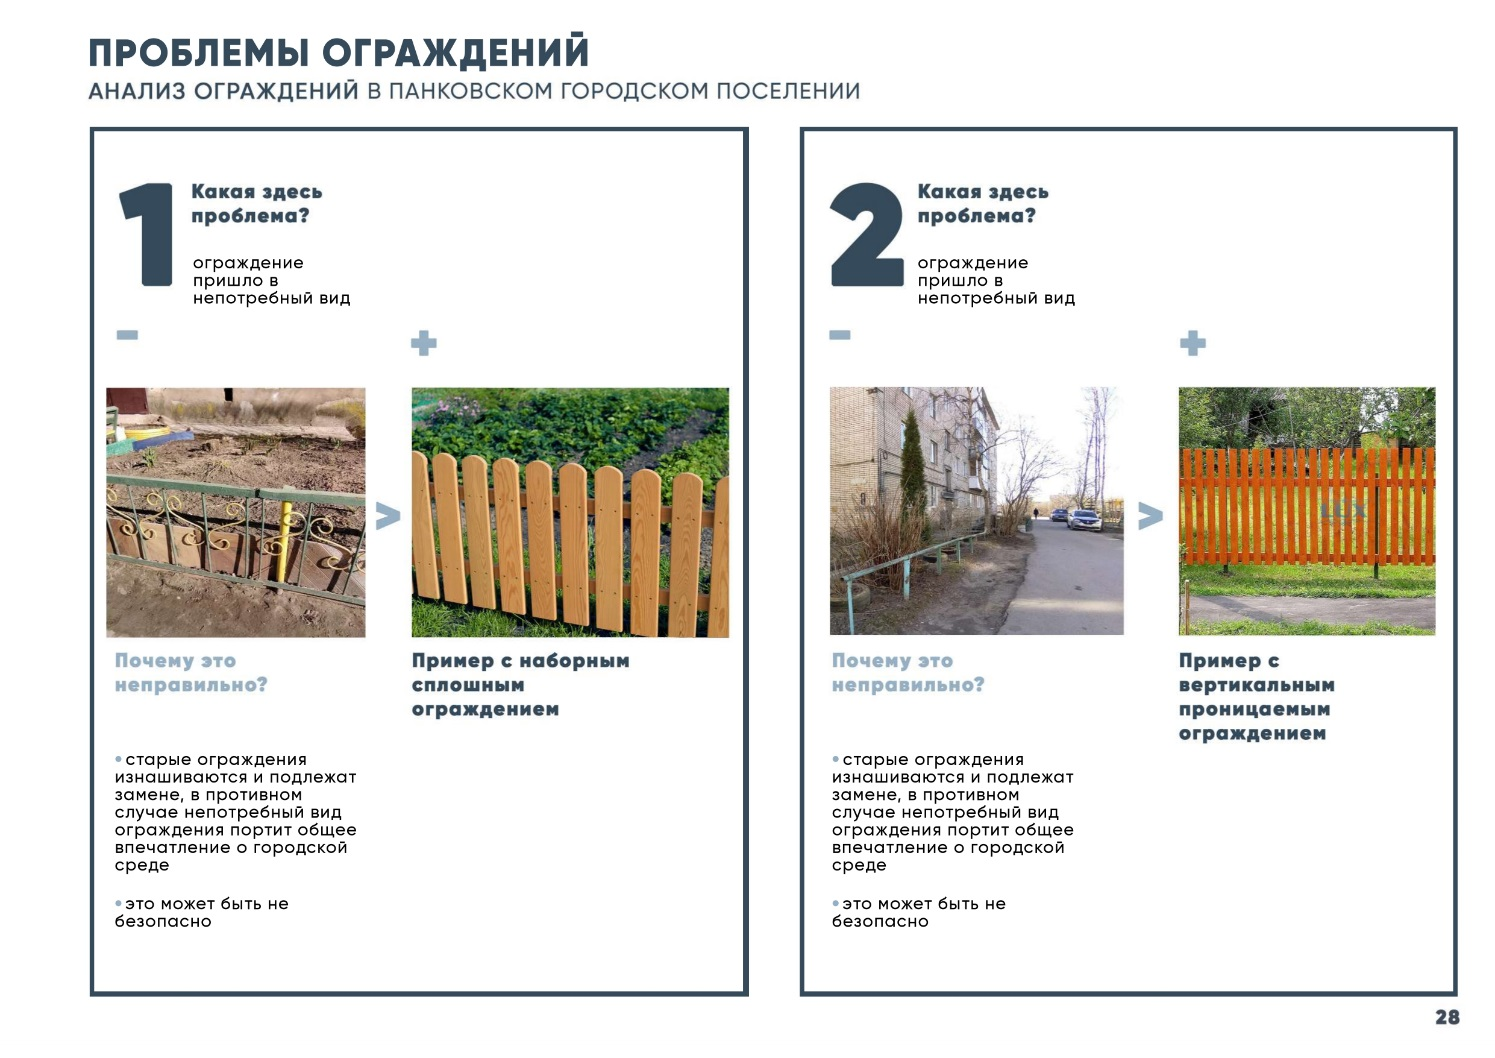 ПРОБЛЕМЫ ОГРАЖДЕНИЙ
АНАЛИЗ ОГРАЖДЕНИЙ В ПАНКОВСКОМ ГОРОДСКОМ ПОСЕЛЕНИИ
1
Какая здесь
проблема?
ограждение
пришло в
непотребный вид
-
+
>
Почему это
неправильно?
Пример с наборным
сплошным
ограждением
• старые ограждения
изнашиваются и подлежат
замене, в противном
случае непотребный вид
ограждения портит общее
впечатление о городской
среде
• это может быть не
безопасно
2
Какая здесь
проблема?
ограждение
пришло в
непотребный вид
-
+
>
Почему это
неправильно?
Пример с
вертикальным
проницаемым
ограждением
• старые ограждения
изнашиваются и подлежат
замене, в противном
случае непотребный вид
ограждения портит общее
впечатление о городской
среде
• это может быть не
безопасно
28